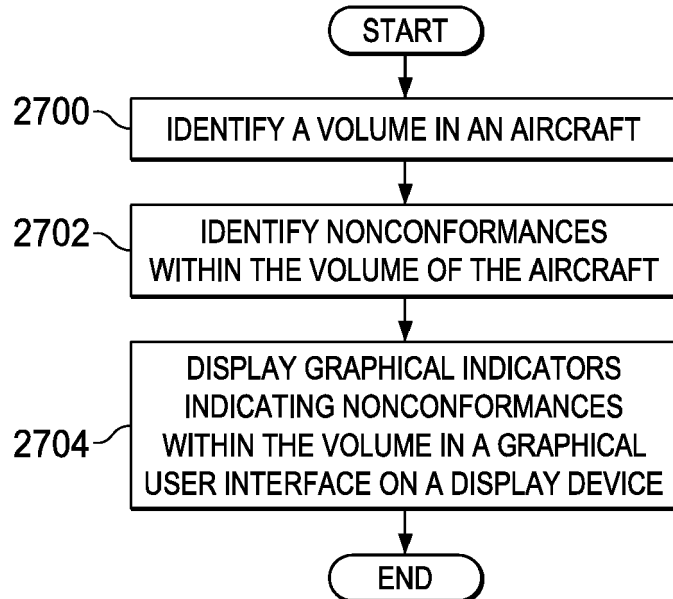 START
2700
IDENTIFY A VOLUME IN AN AIRCRAFT
2702
IDENTIFY NONCONFORMANCES
WITHIN THE VOLUME OF THE AIRCRAFT
2704
DISPLAY GRAPHICAL INDICATORS
INDICATING NONCONFORMANCES
WITHIN THE VOLUME IN A GRAPHICAL
USER INTERFACE ON A DISPLAY DEVICE
END